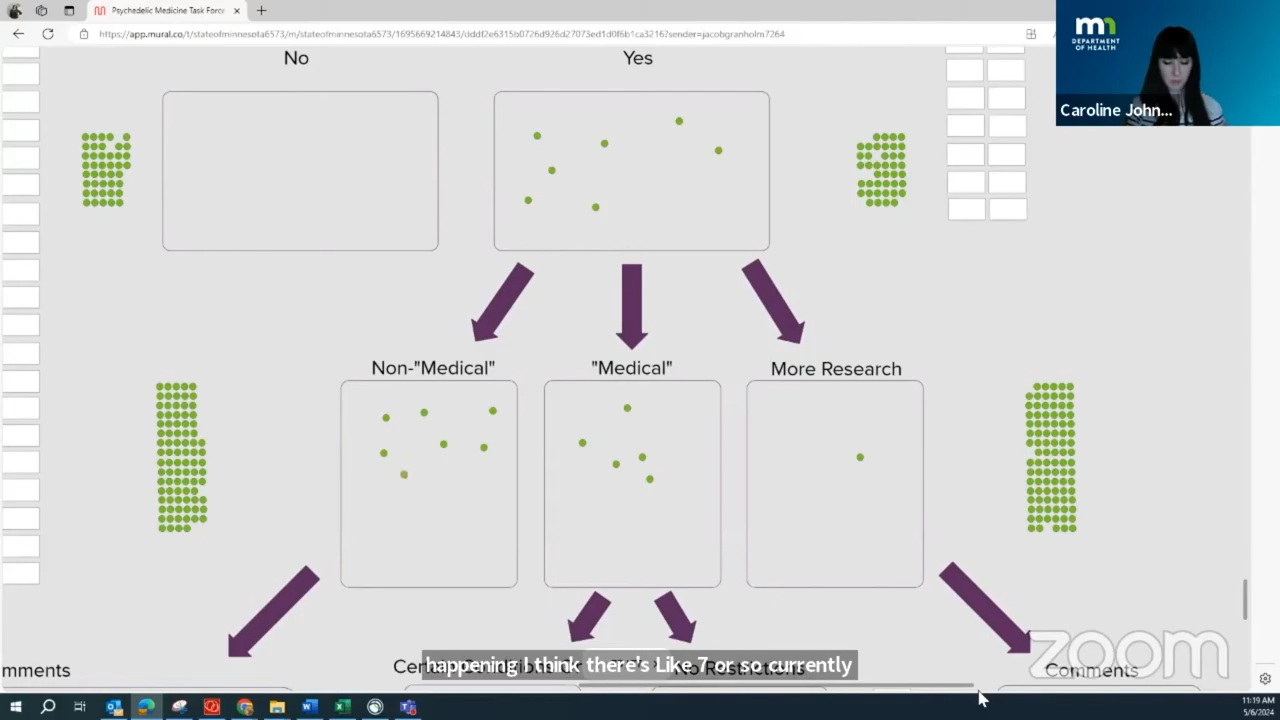 Psychedelic Medicine Task Force
https://app.mural.co/t/stateofminnesota6573/m/stateofminnesota6573/1695669214843/dddf2e6315b0726d926d27073ed1d0f6b1ca3216?sender=jacobgranholm7264
mn
DEPARTMENT
OF HEALTH
Caroline John...
No
Yes
Non-"Medical"
"Medical"
More Research
mments
No Restrictions
Comments
happening I think there's Like 7 or so currently
zoom
11:19 AM
5/6/2024